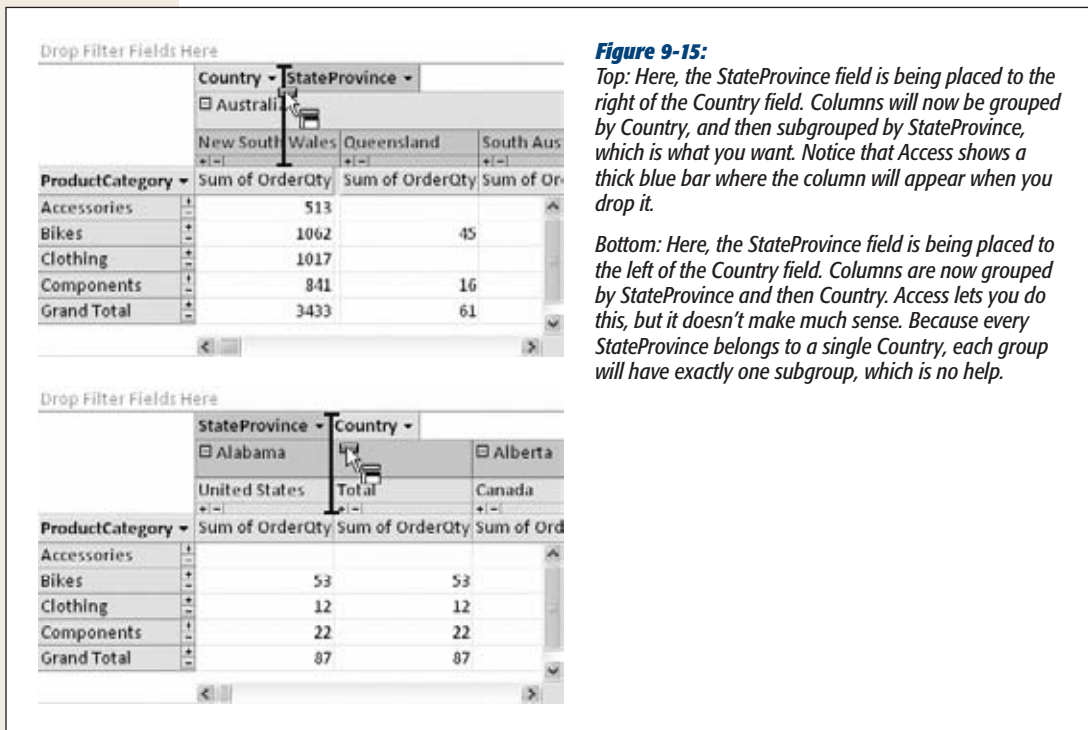 Drop Filter Fields Here
Country StateProvince
New South Wales Queensland
ProductCategory Sum of OrderQty Sum of OrderQty
Accessories 513
Bikes 1062 45
Clothing 1017
Components 841 16
Grand Total 3433 61
Drop Filter Fields Here
StateProvince Country
Alabama Alberta
United States Total Canada
ProductCategory Sum of OrderQty Sum of OrderQty Sum of Ord
Accessories
Bikes 53 53
Clothing 12 12
Components 22 22
Grand Total 87 87
Figure 9-15:
Top: Here, the StateProvince field is being placed to the
right of the Country field. Columns will now be grouped
by Country, and then subgrouped by StateProvince,
which is what you want. Notice that Access shows a
thick blue bar where the column will appear when you
drop it.
Bottom: Here, the StateProvince field is being placed to
the left of the Country field. Columns are now grouped
by StateProvince and then Country. Access lets you do
this, but it doesn't make much sense. Because every
StateProvince belongs to a single Country, each group
will have exactly one subgroup, which is no help.